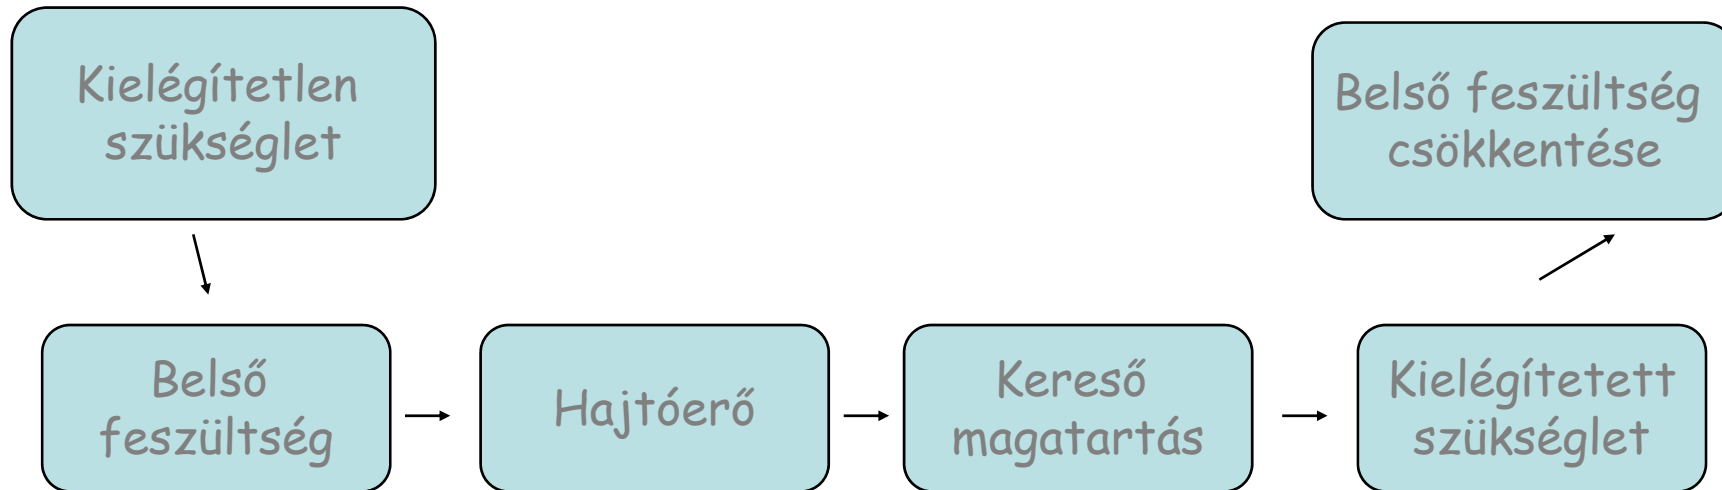 Kielégítetlen
szükséglet
Belső
feszültség
Hajtóerő
Kereső
magatartás
Kielégítetett
szükséglet
Belső feszültség
csökkentése